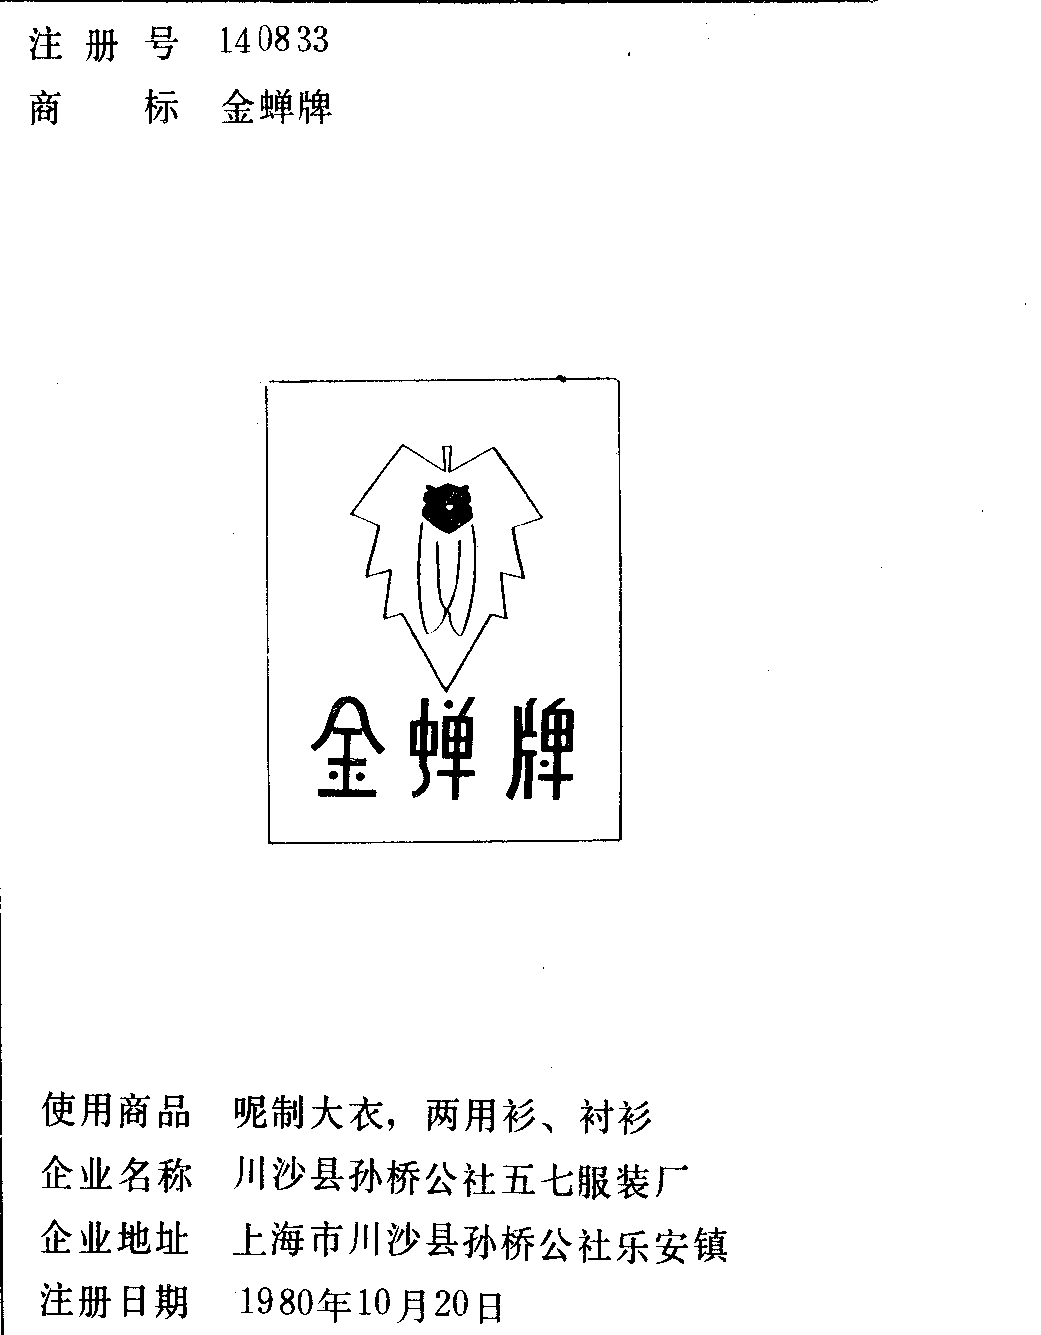 注册号 140833
商标 金蝉牌
金蝉牌
使用商品 呢制大衣，两用衫、衬衫
企业名称 川沙县孙桥公社五七服装厂
企业地址 上海市川沙县孙桥公社乐安镇
注册日期 1980年10月20日